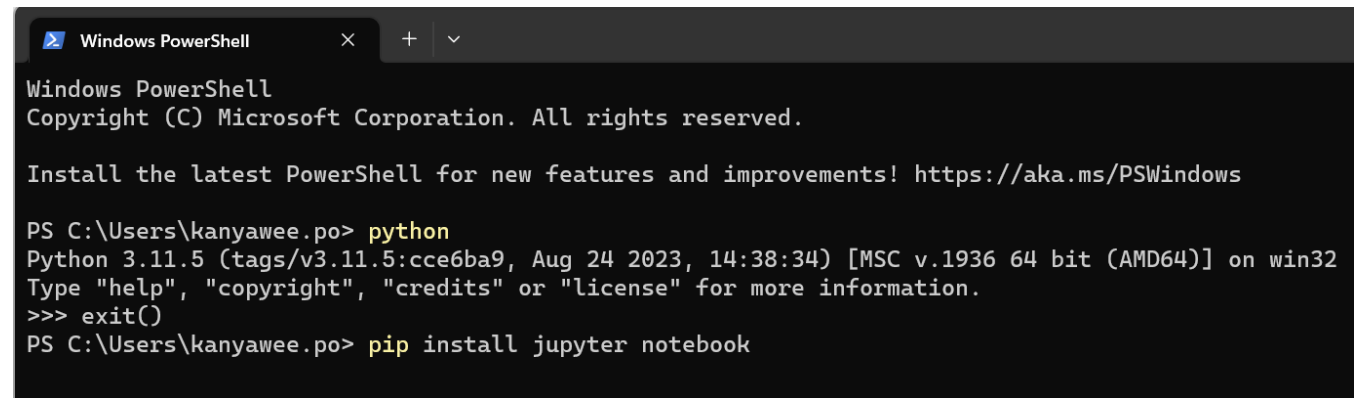 Windows PowerShell
Windows PowerShell
Copyright (C) Microsoft Corporation. All rights reserved.
Install the latest PowerShell for new features and improvements! https://aka.ms/PSWindows
PS C:\Users\kanyawee.po> python
Python 3.11.5 (tags/v3.11.5:cce6ba9, Aug 24 2023, 14:38:34) [MSC v.1936 64 bit (AMD64)] on win32
Type "help", "copyright", "credits" or "license" for more information.
>>> exit()
PS C:\Users\kanyawee.po> pip install jupyter notebook